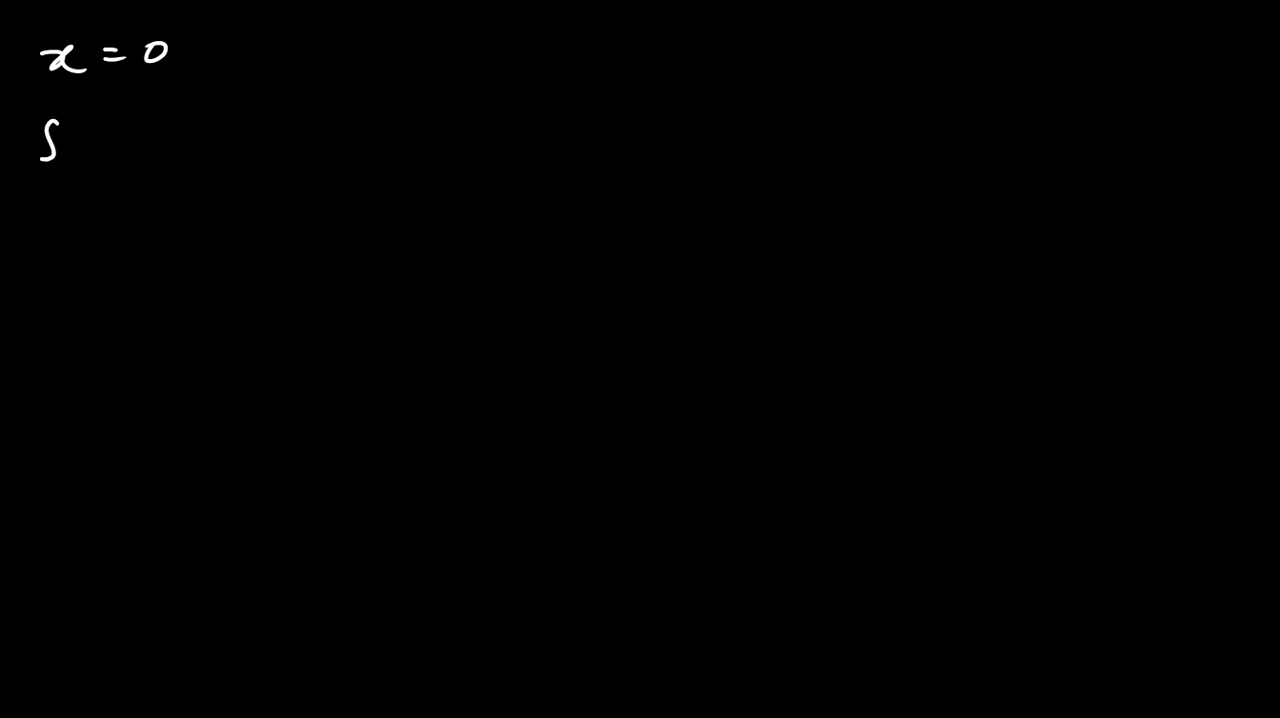 x = 0
∫